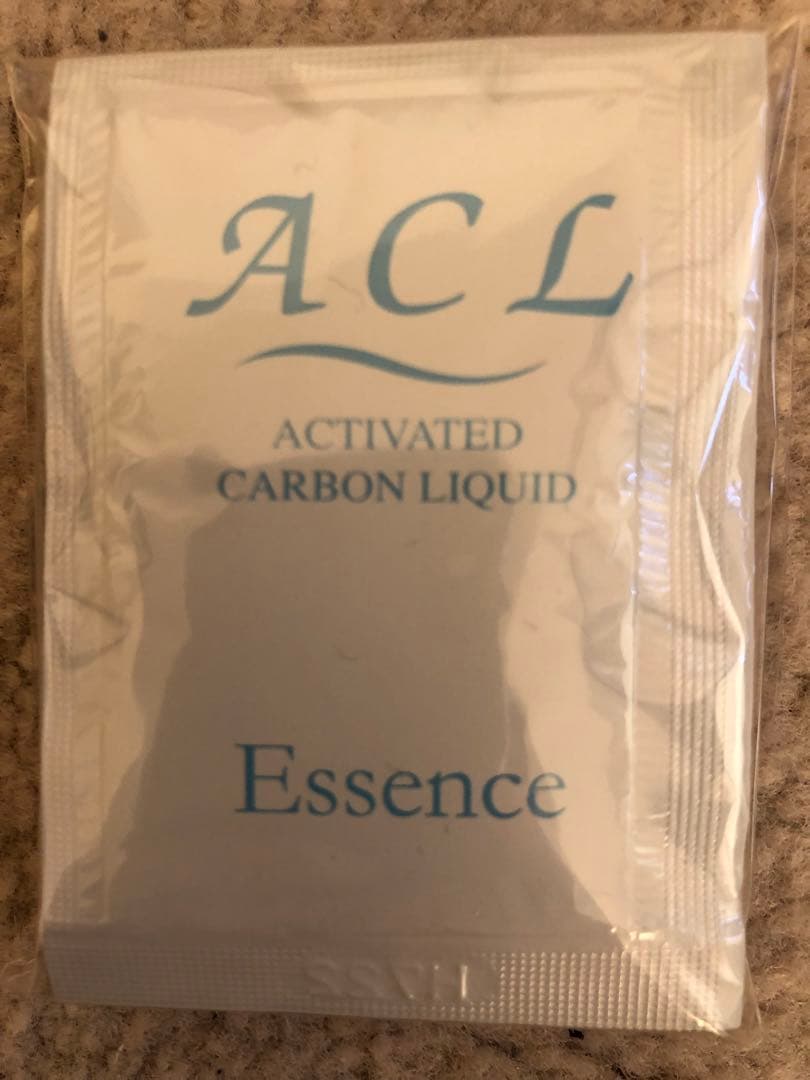 ACL
ACTIVATED
CARBON LIQUID
Essence